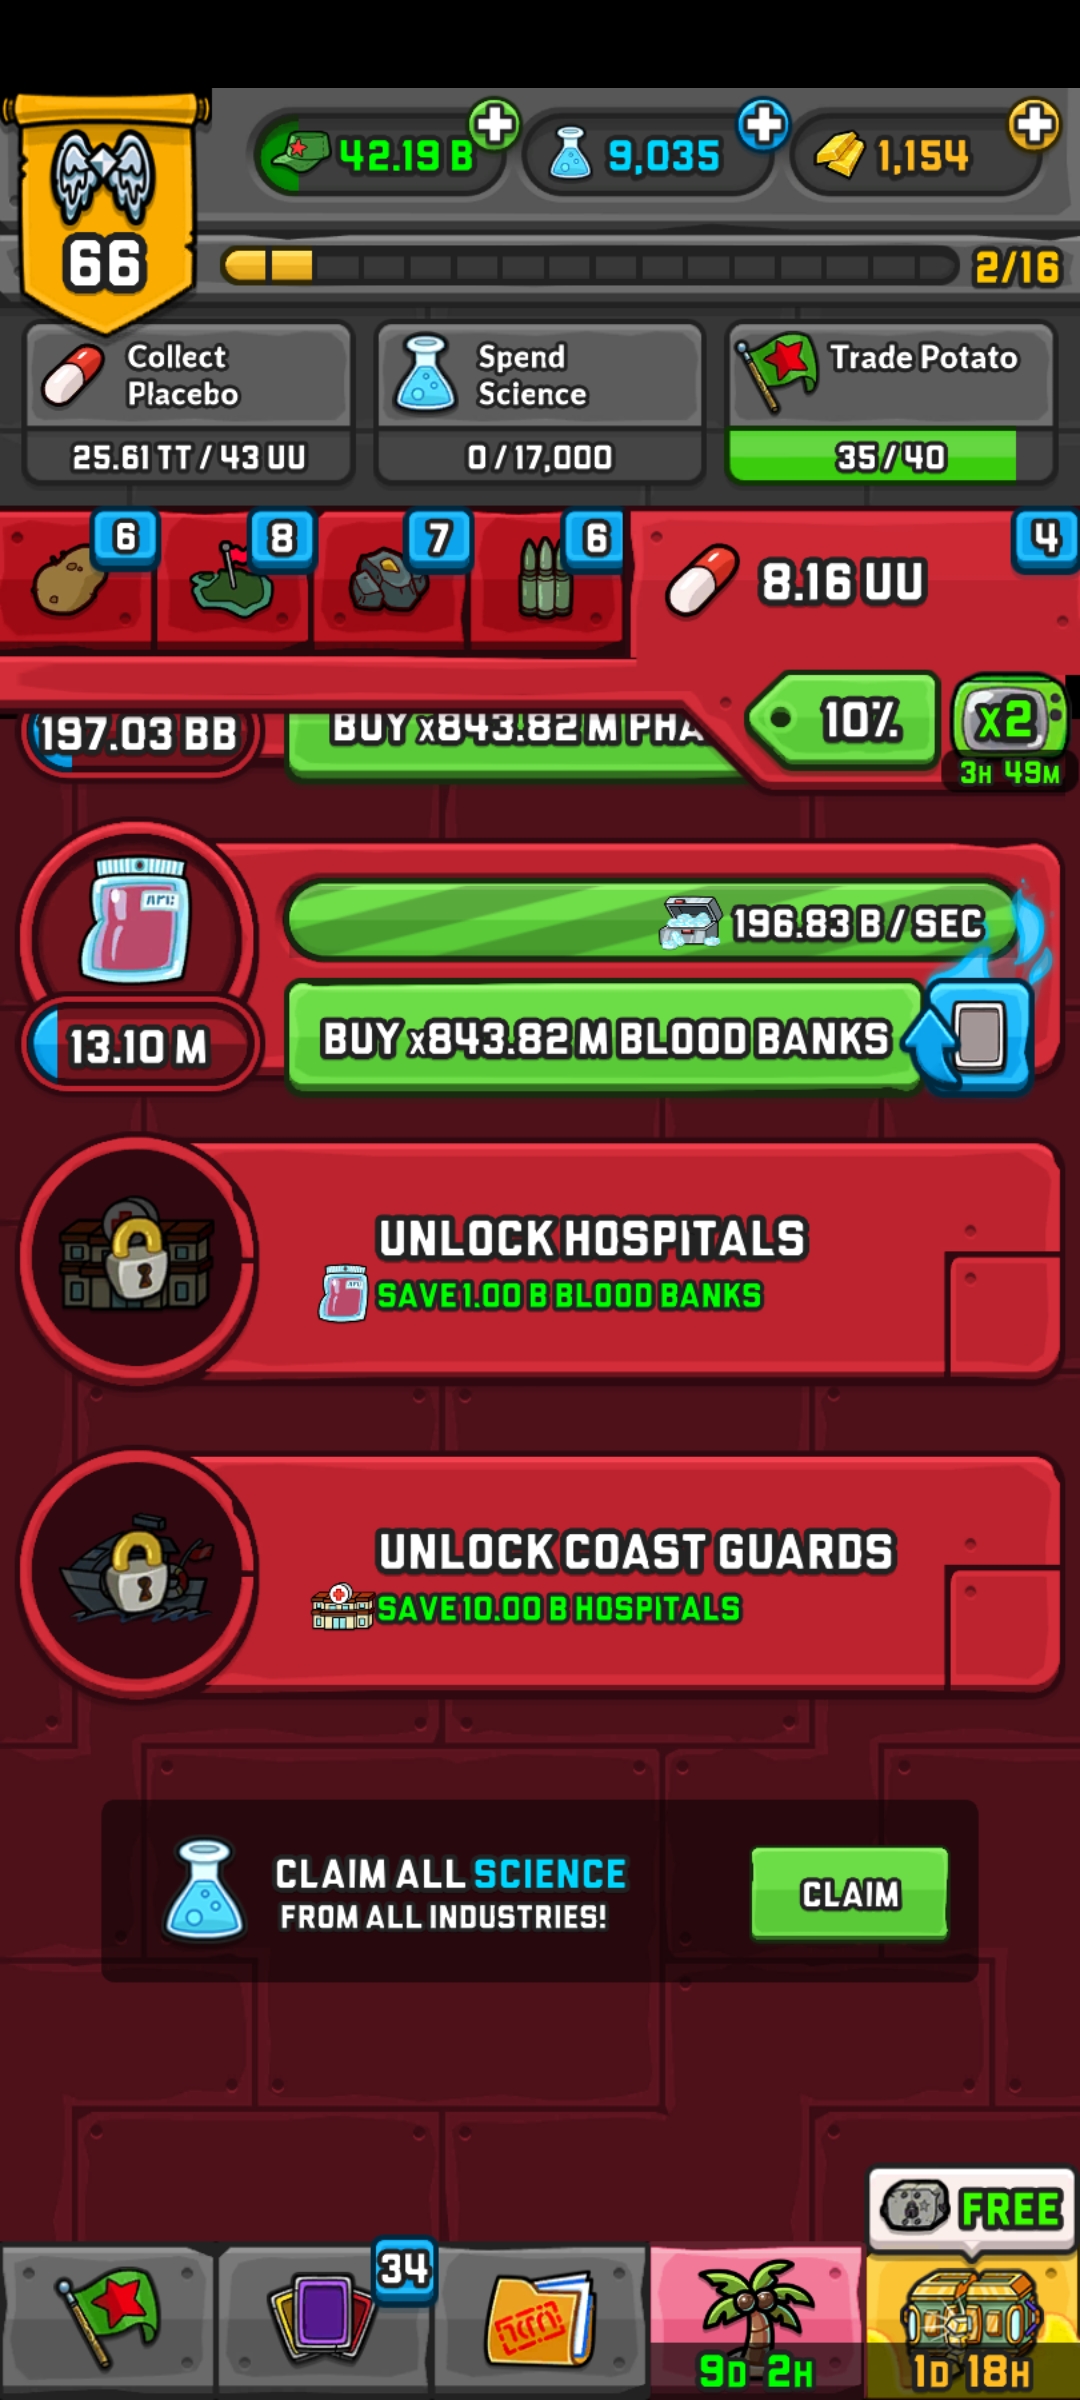 42.19 B
9,035
1,154
66
2/16
Collect
Placebo
25.61 TT / 43 UU
Spend
Science
0 / 17,000
Trade Potato
35 / 40
6
8
7
6
8.16 UU
4
10%
x2
3H 49M
197.03 BB
BUY x843.82 M PHA
196.83 B / SEC
13.10 M
BUY x843.82 M BLOOD BANKS
UNLOCK HOSPITALS
SAVE 1.00 B BLOOD BANKS
UNLOCK COAST GUARDS
SAVE 10.00 B HOSPITALS
CLAIM ALL SCIENCE
FROM ALL INDUSTRIES!
CLAIM
FREE
34
9D 2H
1D 18H